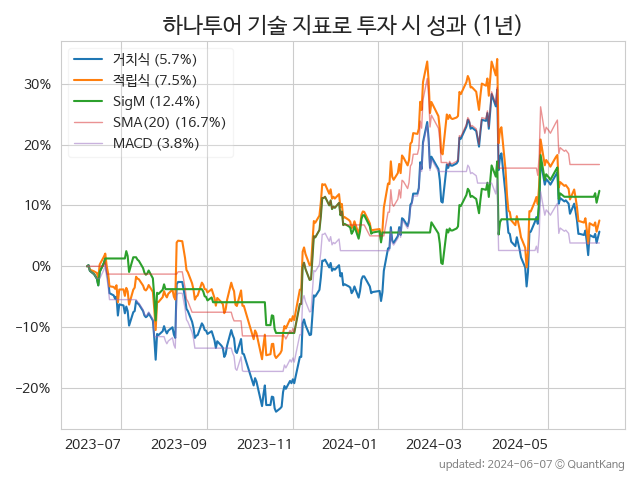 하나투어 기술 지표로 투자 시 성과 (1년)
거치식 (5.7%)
적립식 (7.5%)
SigM (12.4%)
SMA(20) (16.7%)
MACD (3.8%)
30%
20%
10%
0%
−10%
−20%
2023-07
2023-09
2023-11
2024-01
2024-03
2024-05
updated: 2024-06-07 © QuantKang